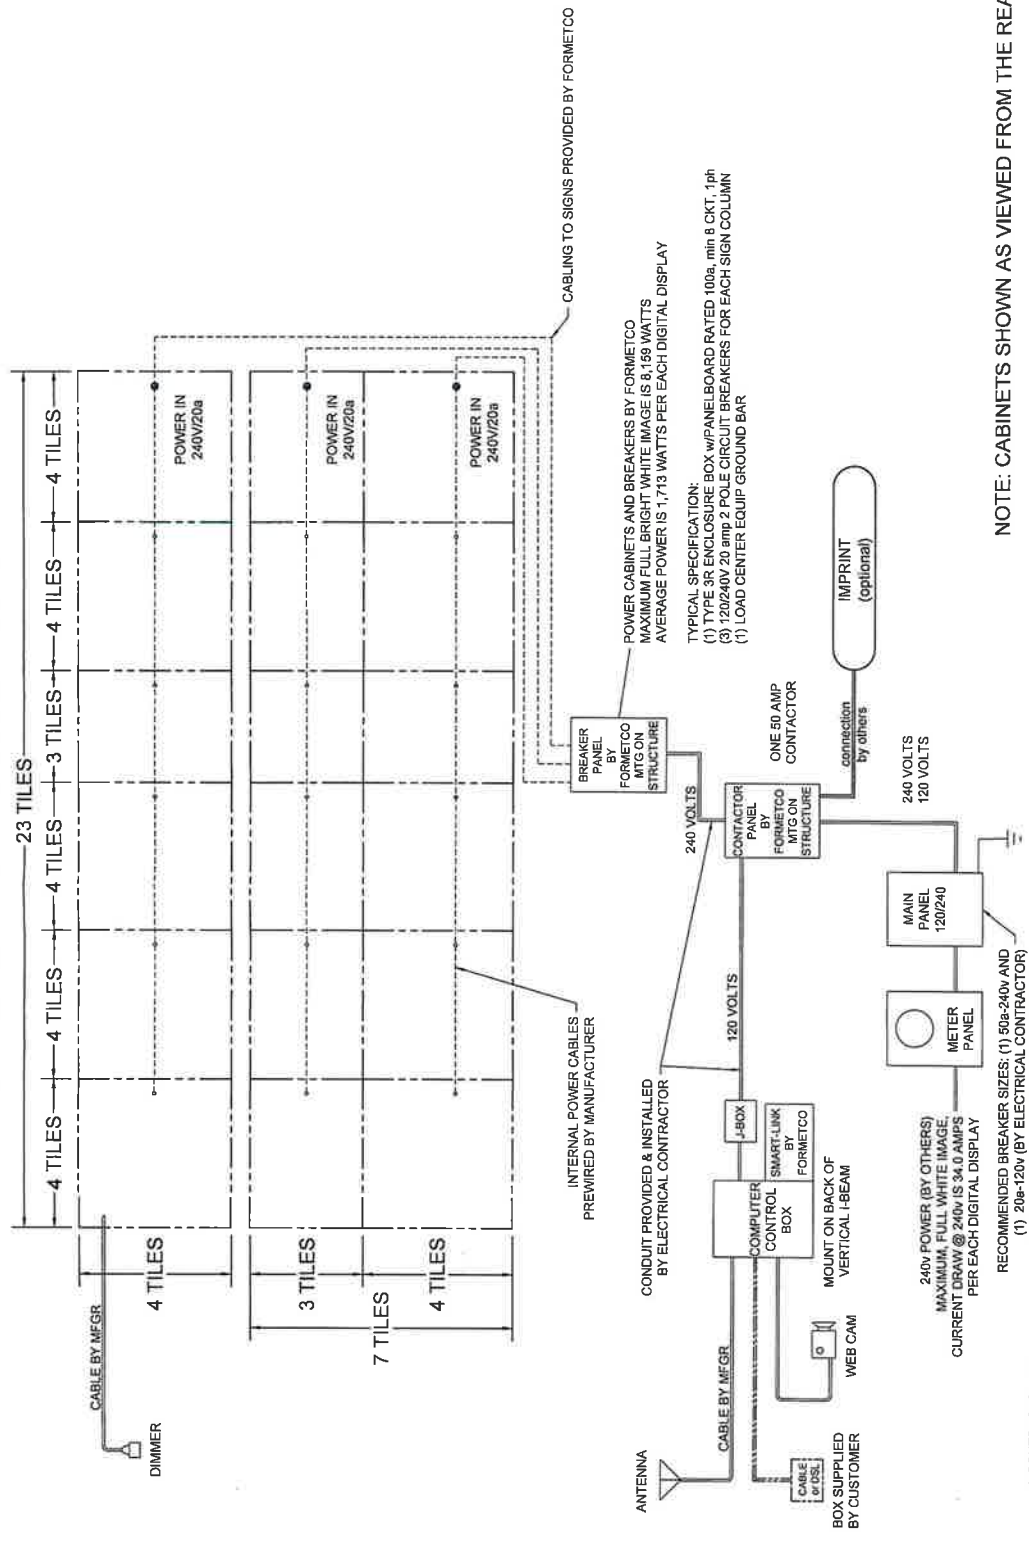 23 TILES
4 TILES
4 TILES
4 TILES
3 TILES
4 TILES
4 TILES
CABLE BY MFGR
DIMMER
4 TILES
3 TILES
4 TILES
7 TILES
POWER IN
240V/20a
POWER IN
240V/20a
POWER IN
240V/20a
CABLING TO SIGNS PROVIDED BY FORMETCO
INTERNAL POWER CABLES
PREWIRED BY MANUFACTURER
BREAKER
PANEL
BY
FORMETCO
MTG ON
STRUCTURE
POWER CABINETS AND BREAKERS BY FORMETCO
MAXIMUM FULL BRIGHT WHITE IMAGE IS 8,159 WATTS
AVERAGE POWER IS 1,713 WATTS PER EACH DIGITAL DISPLAY
TYPICAL SPECIFICATION:
(1) TYPE 3R ENCLOSURE BOX w/PANELBOARD RATED 100a, min 8 CKT, 1ph
(3) 120/240V 20 amp 2 POLE CIRCUIT BREAKERS FOR EACH SIGN COLUMN
(1) LOAD CENTER EQUIP GROUND BAR
CONDUIT PROVIDED & INSTALLED
BY ELECTRICAL CONTRACTOR
240 VOLTS
120 VOLTS
CONTACTOR
PANEL
BY
FORMETCO
MTG ON
STRUCTURE
ONE 50 AMP
CONTACTOR
connection
by others
IMPRINT
(optional)
ANTENNA
CABLE BY MFGR
J-BOX
SMART-LINK
BY
FORMETCO
COMPUTER
CONTROL
BOX
MOUNT ON BACK OF
VERTICAL I-BEAM
WEB CAM
CABLE
or DSL
BOX SUPPLIED
BY CUSTOMER
240 VOLTS
120 VOLTS
MAIN
PANEL
120/240
METER
PANEL
240v POWER (BY OTHERS)
MAXIMUM, FULL WHITE IMAGE,
CURRENT DRAW @ 240v IS 34.0 AMPS
PER EACH DIGITAL DISPLAY
RECOMMENDED BREAKER SIZES: (1) 50a-240v AND
(1) 20a-120v (BY ELECTRICAL CONTRACTOR)
NOTE: CABINETS SHOWN AS VIEWED FROM THE REA